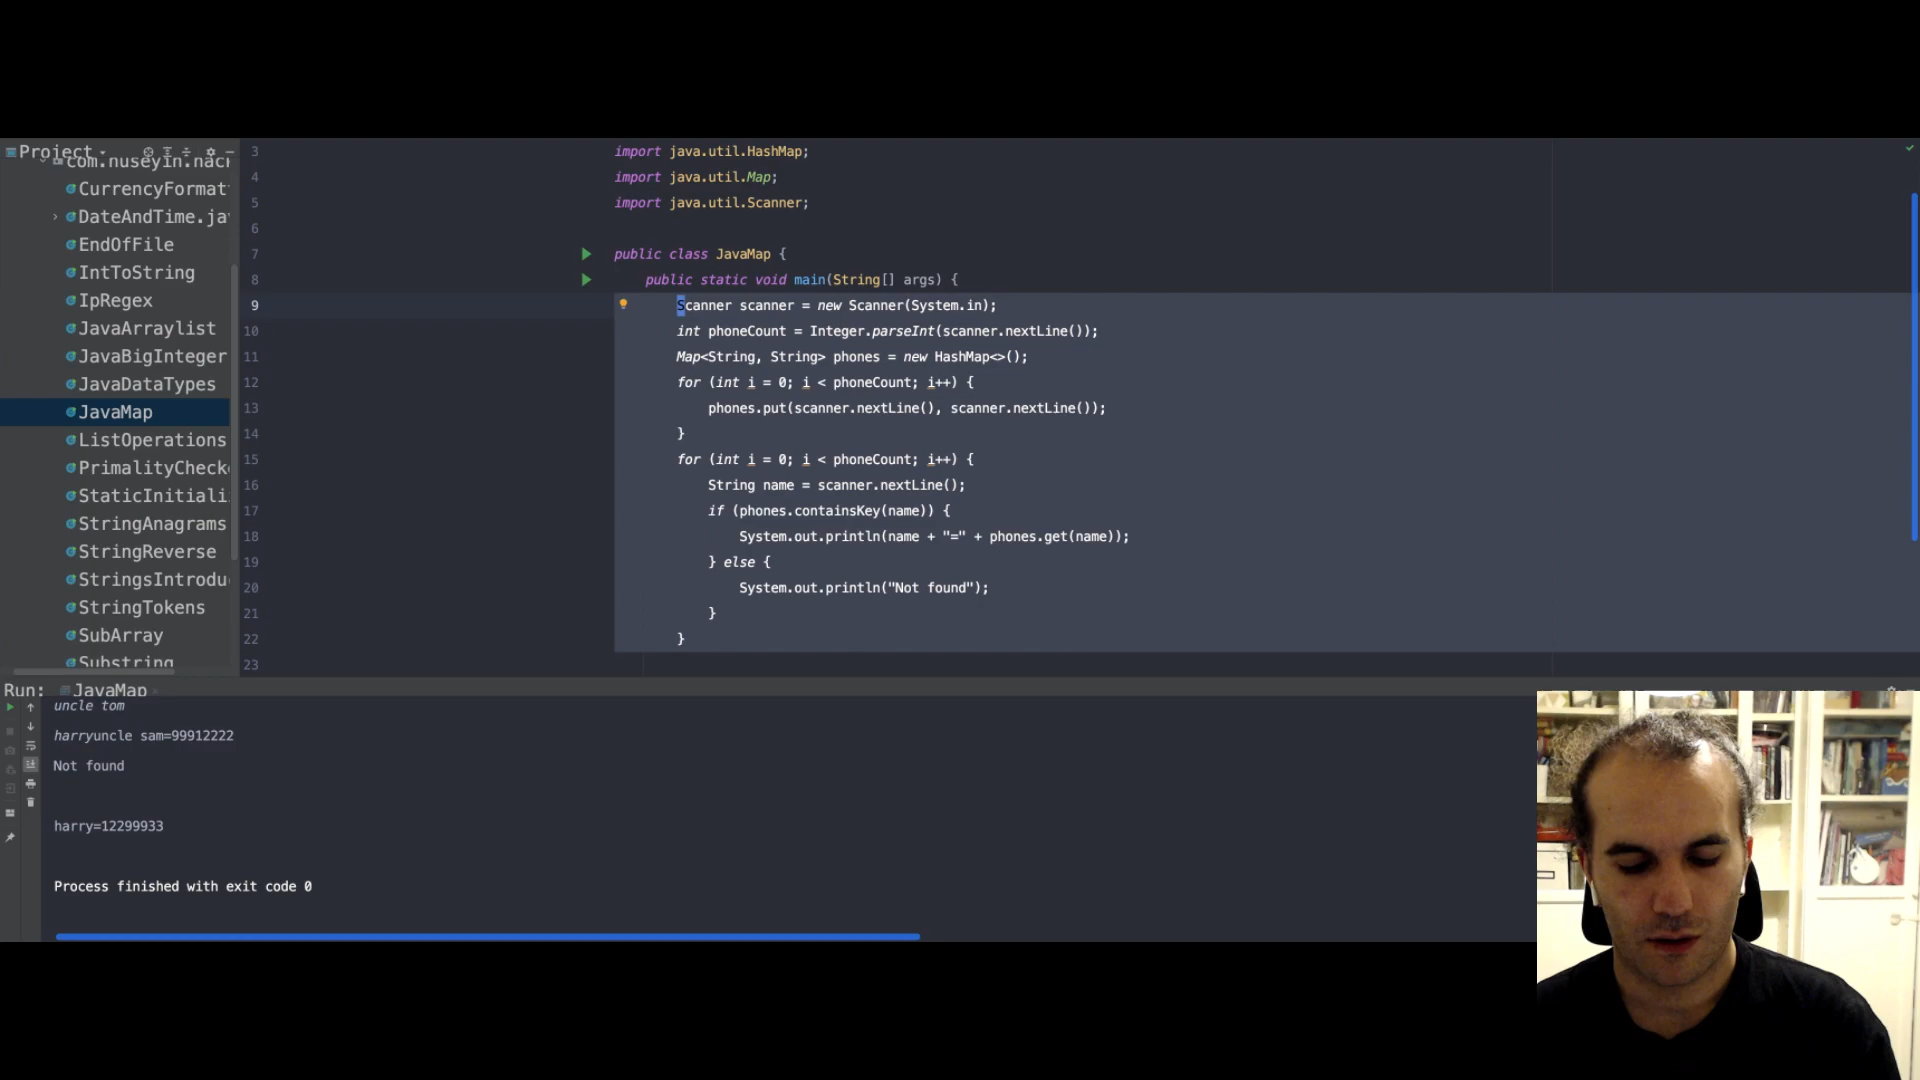 Project
com.huseyin.hack
CurrencyFormat
DateAndTime.ja
EndOfFile
IntToString
IpRegex
JavaArraylist
JavaBigInteger
JavaDataTypes
JavaMap
ListOperations
PrimalityCheck
StaticInitiali
StringAnagrams
StringReverse
StringsIntrodu
StringTokens
SubArray
Substring
3 import java.util.HashMap;
4 import java.util.Map;
5 import java.util.Scanner;
6
7 public class JavaMap {
8 public static void main(String[] args) {
9 Scanner scanner = new Scanner(System.in);
10 int phoneCount = Integer.parseInt(scanner.nextLine());
11 Map<String, String> phones = new HashMap<>();
12 for (int i = 0; i < phoneCount; i++) {
13 phones.put(scanner.nextLine(), scanner.nextLine());
14 }
15 for (int i = 0; i < phoneCount; i++) {
16 String name = scanner.nextLine();
17 if (phones.containsKey(name)) {
18 System.out.println(name + "=" + phones.get(name));
19 } else {
20 System.out.println("Not found");
21 }
22 }
23
Run: JavaMap
uncle tom
harryuncle sam=99912222
Not found
harry=12299933
Process finished with exit code 0